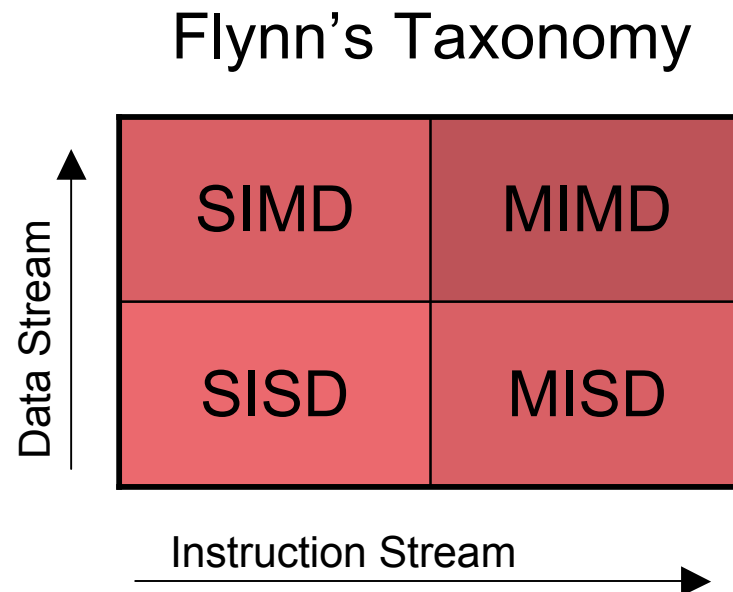 Flynn’s Taxonomy
SIMD MIMD
Data Stream
SISD MISD
Instruction Stream